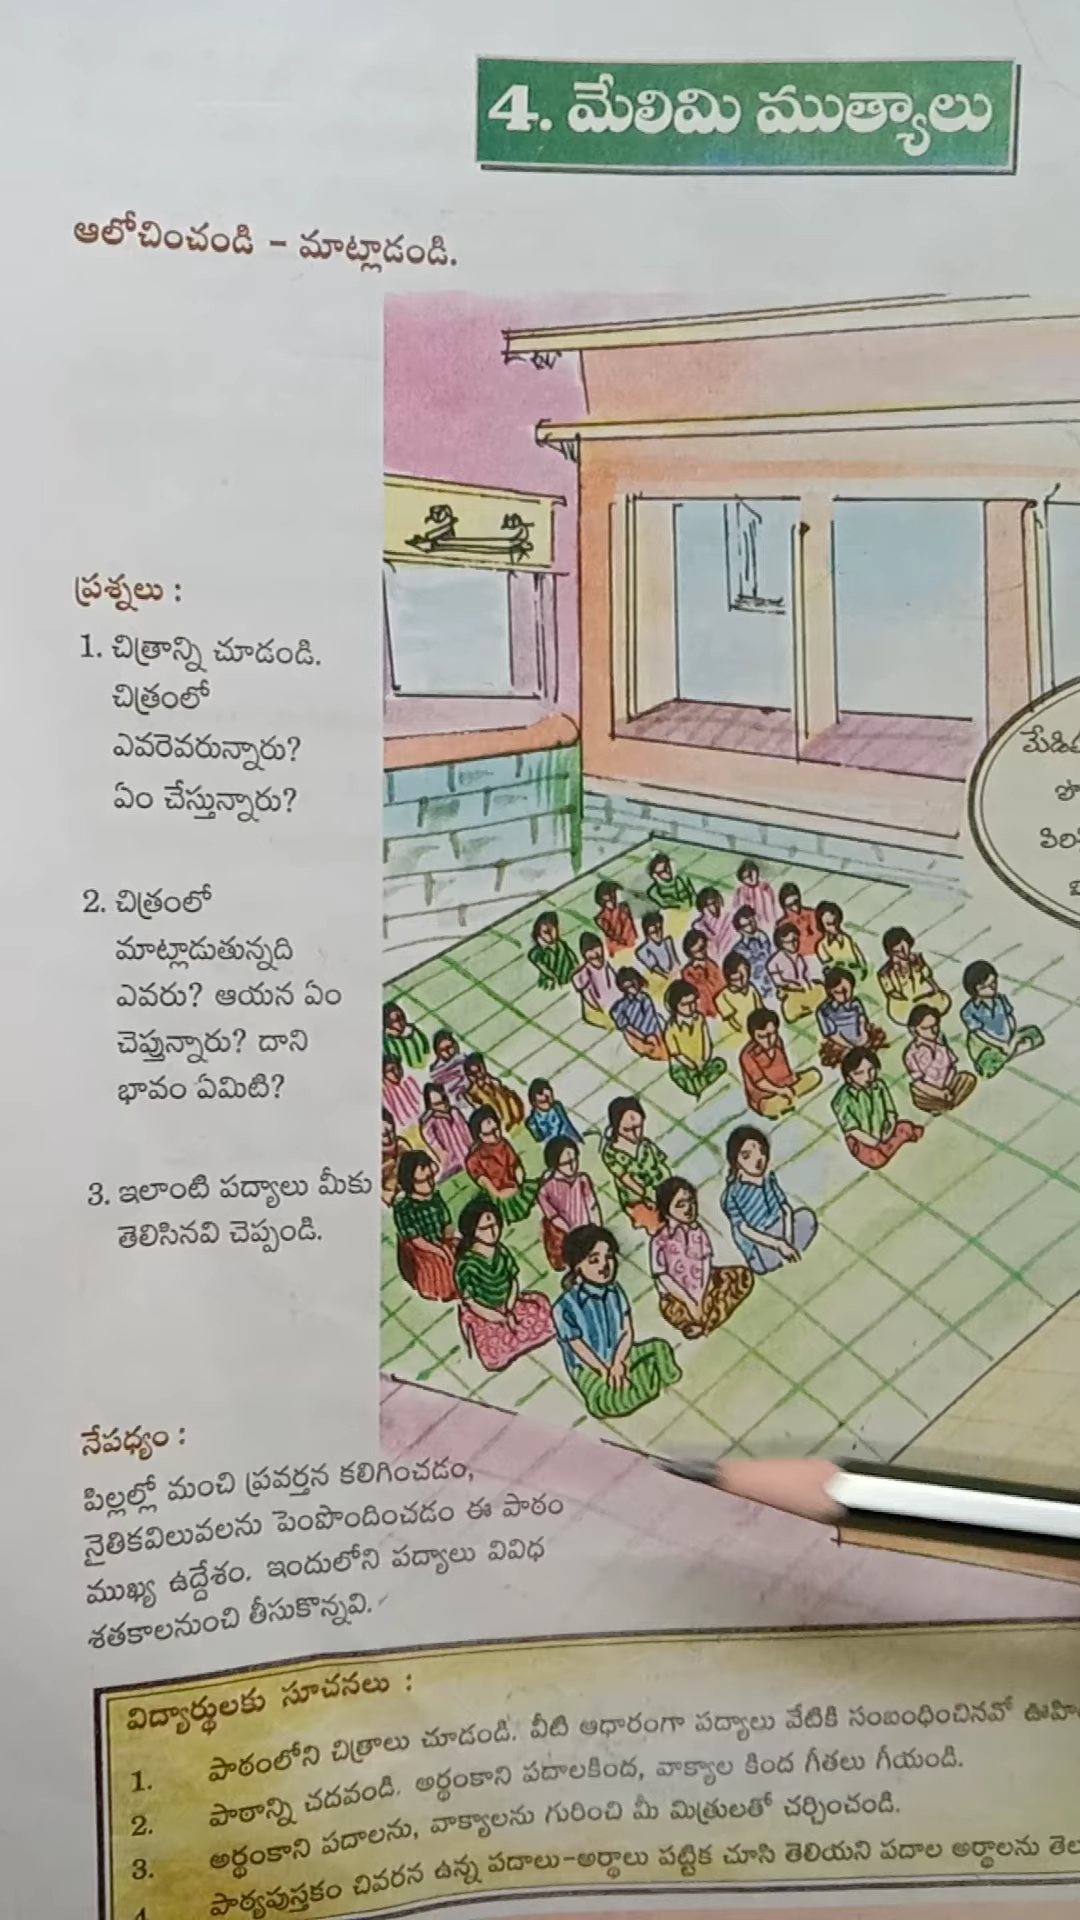 4. మేలిమి ముత్యాలు
ఆలోచించండి - మాట్లాడండి.
ప్రశ్నలు :
1. చిత్రాన్ని చూడండి.
చిత్రంలో
ఎవరెవరున్నారు?
ఏం చేస్తున్నారు?
2. చిత్రంలో
మాట్లాడుతున్నది
ఎవరు? ఆయన ఏం
చెప్తున్నారు? దాని
భావం ఏమిటి?
3. ఇలాంటి పద్యాలు మీకు
తెలిసినవి చెప్పండి.
నేపధ్యం :
పిల్లల్లో మంచి ప్రవర్తన కలిగించడం,
నైతికవిలువలను పెంపొందించడం ఈ పాఠం
ముఖ్య ఉద్దేశం. ఇందులోని పద్యాలు వివిధ
శతకాలనుంచి తీసుకొన్నవి.
విద్యార్థులకు సూచనలు :
1. పాఠంలోని చిత్రాలు చూడండి. వీటి ఆధారంగా పద్యాలు వేటికి సంబంధించినవో
2. పాఠాన్ని చదవండి. అర్థంకాని పదాలకింద, వాక్యాల కింద గీతలు గీయండి.
3. అర్థంకాని పదాలను, వాక్యాలను గురించి మీ మిత్రులతో చర్చించండి.
4. పాఠ్యపుస్తకం చివరన ఉన్న పదాలు-అర్థాలు పట్టిక చూసి తెలియని పదాల అర్థాలను